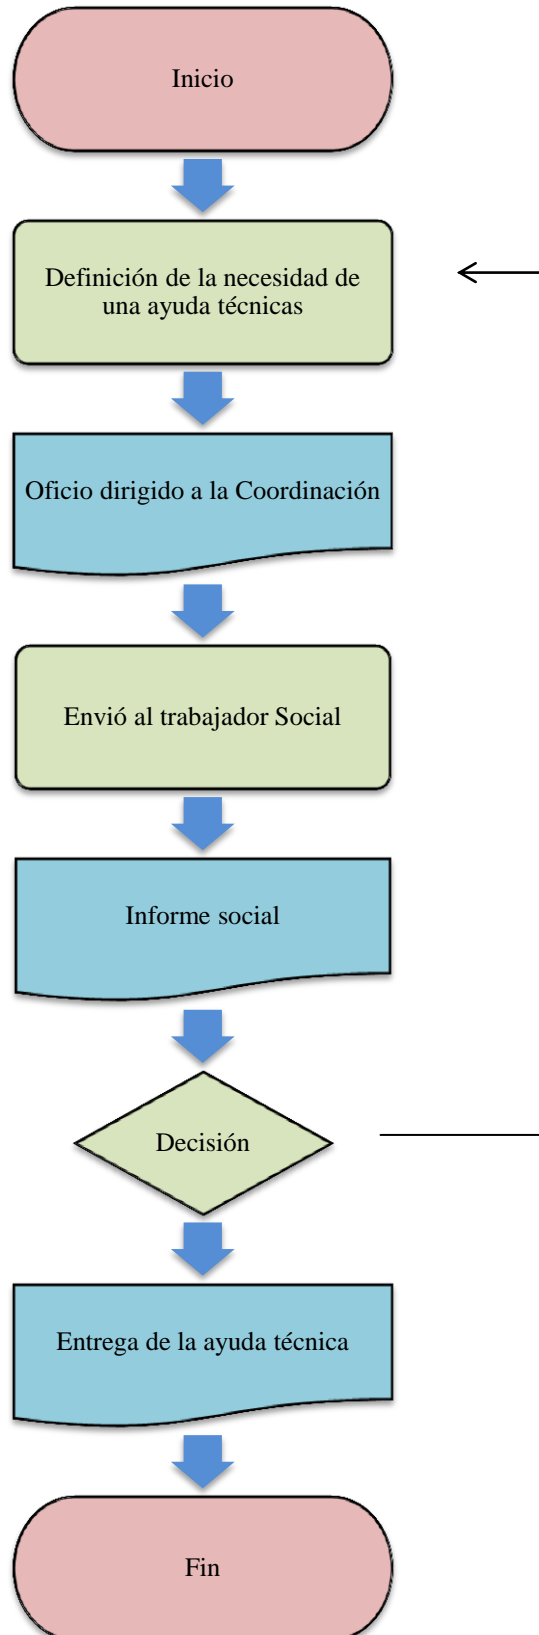 Inicio
Definición de la necesidad de
una ayuda técnicas
Oficio dirigido a la Coordinación
Envió al trabajador Social
Informe social
Decisión
Entrega de la ayuda técnica
Fin